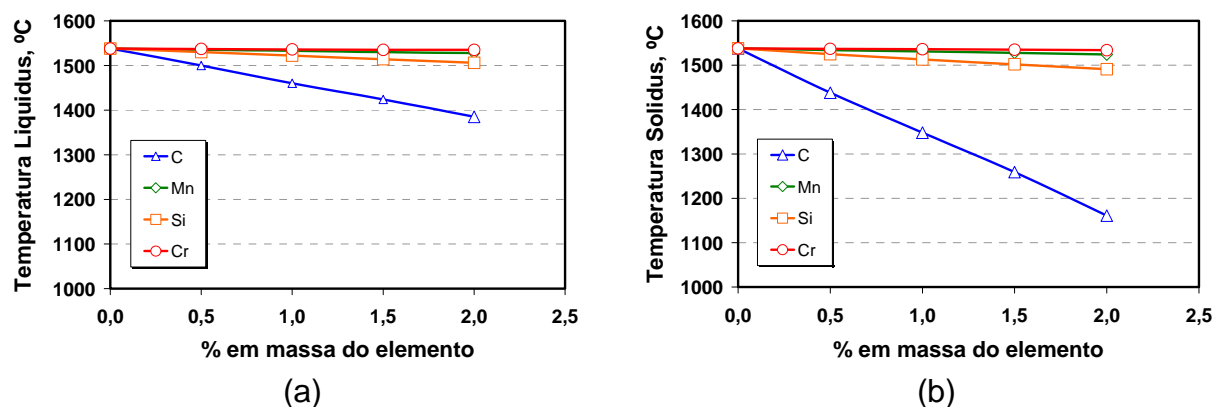 1600
1500
1400
1300
1200
1100
1000
Temperatura Liquidus, ºC
C
Mn
Si
Cr
0,0 0,5 1,0 1,5 2,0 2,5
% em massa do elemento
(a)
1600
1500
1400
1300
1200
1100
1000
Temperatura Solidus, ºC
C
Mn
Si
Cr
0,0 0,5 1,0 1,5 2,0 2,5
% em massa do elemento
(b)